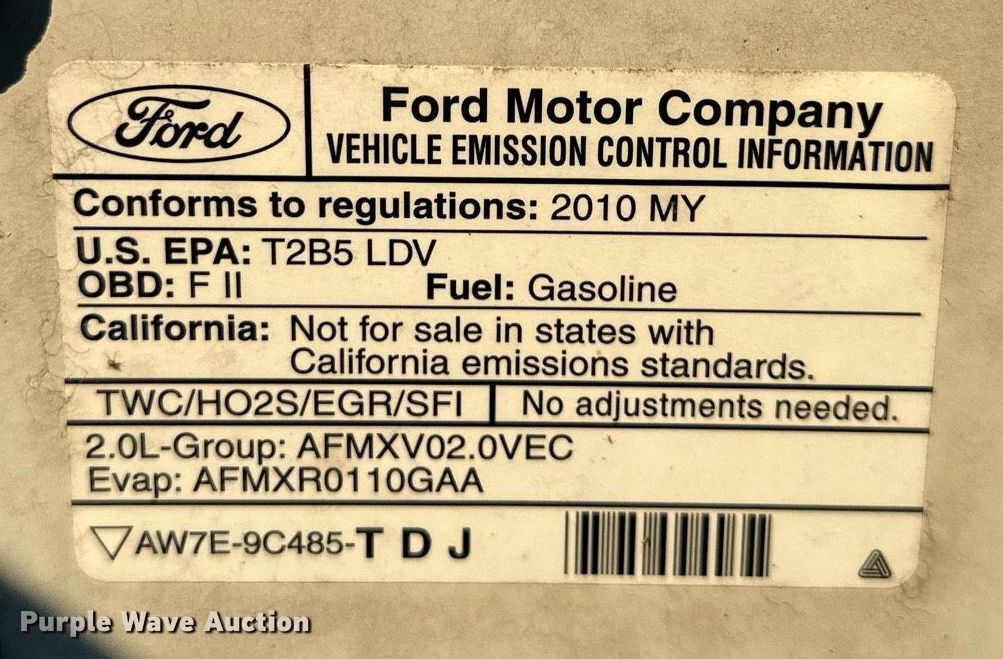 Ford
Ford Motor Company
VEHICLE EMISSION CONTROL INFORMATION
Conforms to regulations: 2010 MY
U.S. EPA: T2B5 LDV
OBD: F II Fuel: Gasoline
California: Not for sale in states with
California emissions standards.
TWC/HO2S/EGR/SFI No adjustments needed.
2.0L-Group: AFMXV02.0VEC
Evap: AFMXR0110GAA
AW7E-9C485-T D J
Purple Wave Auction